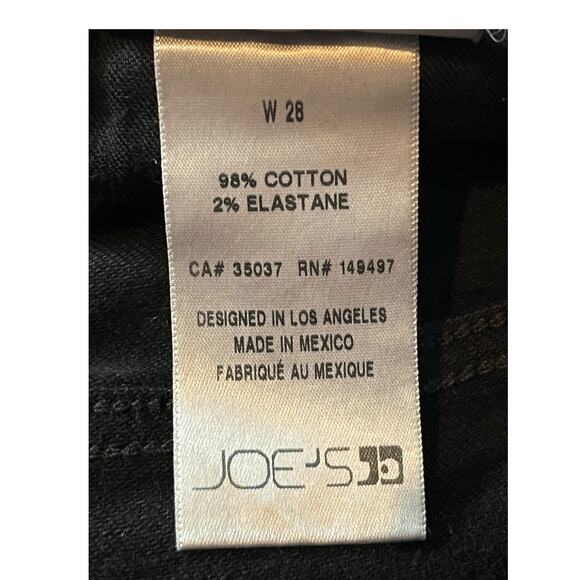 W 28
98% COTTON
2% ELASTANE
CA# 35037 RN# 149497
DESIGNED IN LOS ANGELES
MADE IN MEXICO
FABRIQUÉ AU MEXIQUE
JOE'S